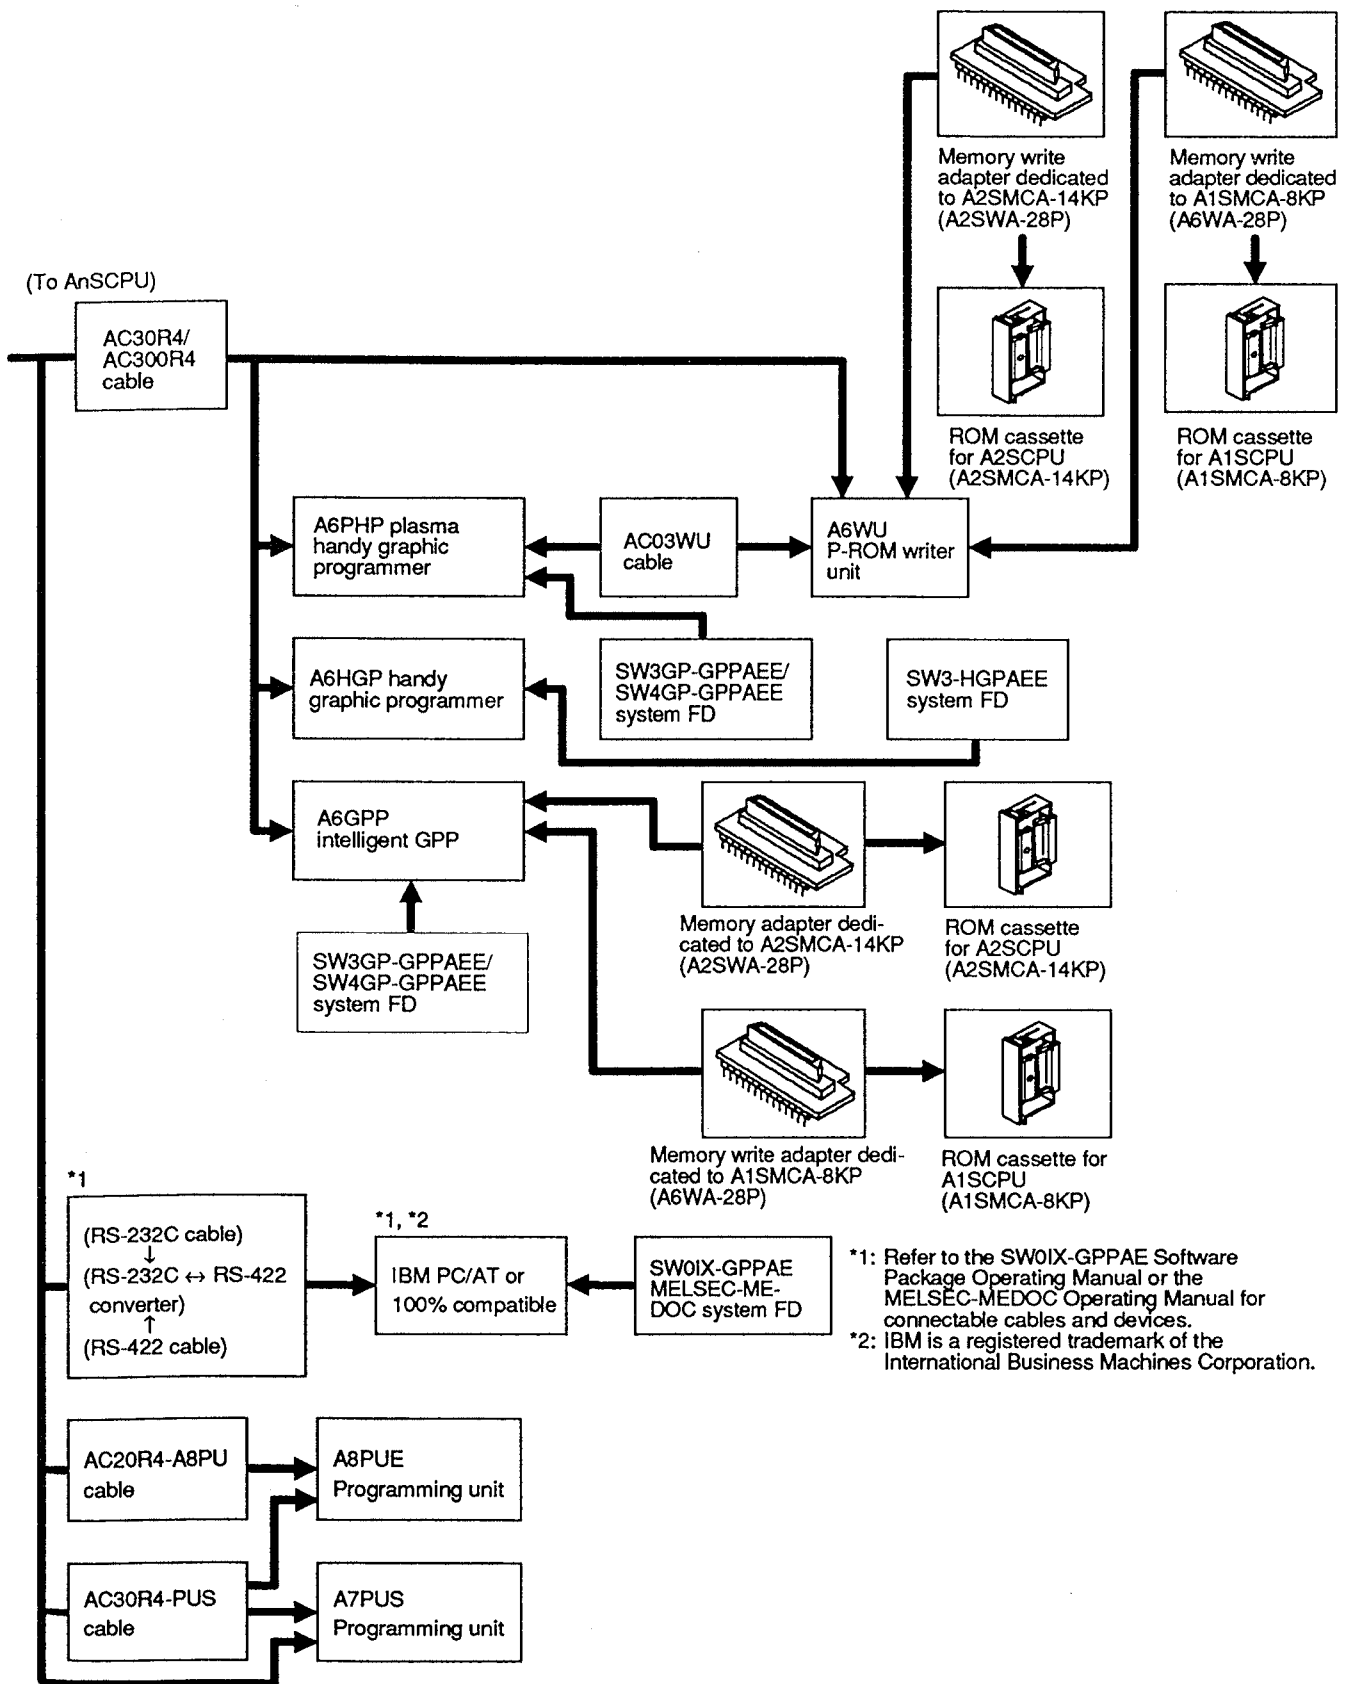 Memory write
adapter dedicated
to A2SMCA-14KP
(A2SWA-28P)
Memory write
adapter dedicated
to A1SMCA-8KP
(A6WA-28P)
(To AnSCPU)
AC30R4/
AC300R4
cable
ROM cassette
for A2SCPU
(A2SMCA-14KP)
ROM cassette
for A1SCPU
(A1SMCA-8KP)
A6PHP plasma
handy graphic
programmer
AC03WU
cable
A6WU
P-ROM writer
unit
A6HGP handy
graphic programmer
SW3GP-GPPAEE/
SW4GP-GPPAEE
system FD
SW3-HGPAEE
system FD
A6GPP
intelligent GPP
Memory adapter dedi-
cated to A2SMCA-14KP
(A2SWA-28P)
ROM cassette
for A2SCPU
(A2SMCA-14KP)
SW3GP-GPPAEE/
SW4GP-GPPAEE
system FD
Memory write adapter dedi-
cated to A1SMCA-8KP
(A6WA-28P)
ROM cassette for
A1SCPU
(A1SMCA-8KP)
*1
(RS-232C cable)
↓
(RS-232C ↔ RS-422
converter)
↑
(RS-422 cable)
*1, *2
IBM PC/AT or
100% compatible
SW0IX-GPPAE
MELSEC-ME-
DOC system FD
*1: Refer to the SW0IX-GPPAE Software
Package Operating Manual or the
MELSEC-MEDOC Operating Manual for
connectable cables and devices.
*2: IBM is a registered trademark of the
International Business Machines Corporation.
AC20R4-A8PU
cable
A8PUE
Programming unit
AC30R4-PUS
cable
A7PUS
Programming unit